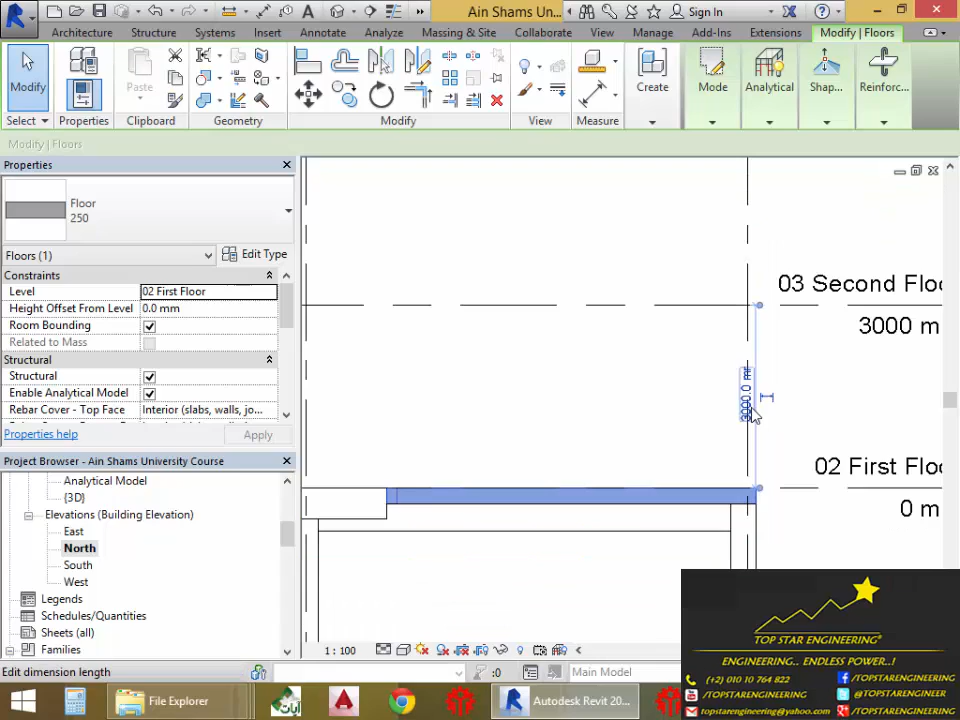 Ain Shams Un...
Sign In
Architecture Structure Systems Insert Annotate Analyze Massing & Site Collaborate View Manage Add-Ins Extensions Modify | Floors
Modify Properties Paste Create Mode Analytical Shap... Reinforc...
Select Properties Clipboard Geometry Modify View Measure
Modify | Floors
Properties
Floor
250
Floors (1) Edit Type
Constraints
Level 02 First Floor
Height Offset From Level 0.0 mm
Room Bounding
Related to Mass
Structural
Structural
Enable Analytical Model
Rebar Cover - Top Face Interior (slabs, walls, jo...
Properties help Apply
Project Browser - Ain Shams University Course
Analytical Model
{3D}
Elevations (Building Elevation)
East
North
South
West
Legends
Schedules/Quantities
Sheets (all)
Families
03 Second Floo
3000 m
3000.0 m
02 First Floo
0 m
1 : 100
Edit dimension length
:0
Main Model
File Explorer
Autodesk Revit 20...
TOP STAR ENGINEERING®
ENGINEERING.. ENDLESS POWER..!
(+2) 010 10 764 822
/TOPSTARENGINEERING
/TOPSTARENGINEERING
@TOPSTARENGINEER
topstarengineering@yahoo.com
/TOPSTARENGINEERING